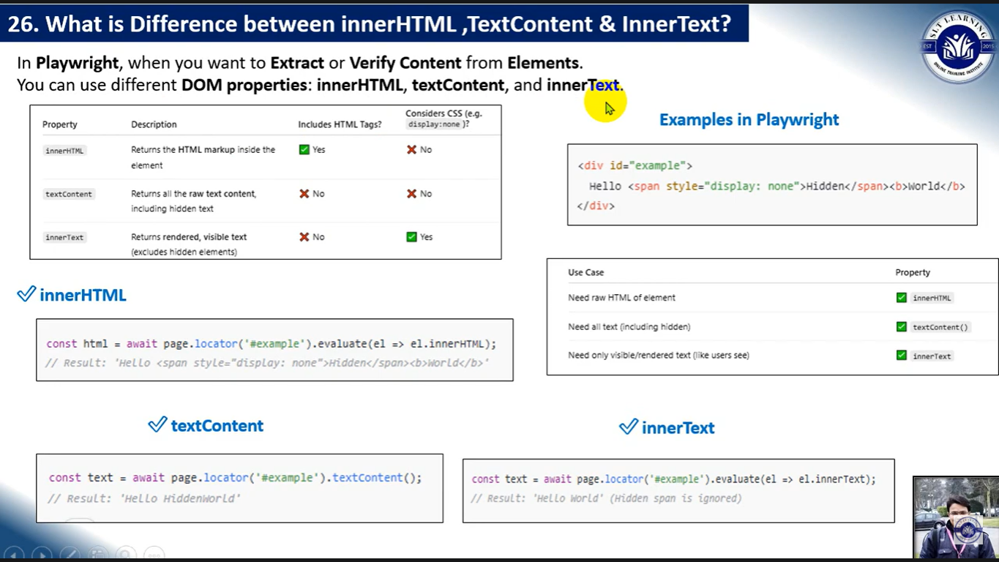 26. What is Difference between innerHTML ,TextContent & InnerText?
SLT LEARNING
EST 2015
ONLINE TRAINING INSTITUTE
In Playwright, when you want to Extract or Verify Content from Elements.
You can use different DOM properties: innerHTML, textContent, and innerText.
Property Description Includes HTML Tags? Considers CSS (e.g. display:none )?
innerHTML Returns the HTML markup inside the element ✅ Yes ❌ No
textContent Returns all the raw text content, including hidden text ❌ No ❌ No
innerText Returns rendered, visible text (excludes hidden elements) ❌ No ✅ Yes
Examples in Playwright
<div id="example">
  Hello <span style="display: none">Hidden</span><b>World</b>
</div>
Use Case Property
Need raw HTML of element ✅ innerHTML
Need all text (including hidden) ✅ textContent()
Need only visible/rendered text (like users see) ✅ innerText
innerHTML
const html = await page.locator('#example').evaluate(el => el.innerHTML);
// Result: 'Hello <span style="display: none">Hidden</span><b>World</b>'
textContent
const text = await page.locator('#example').textContent();
// Result: 'Hello HiddenWorld'
innerText
const text = await page.locator('#example').evaluate(el => el.innerText);
// Result: 'Hello World' (Hidden span is ignored)